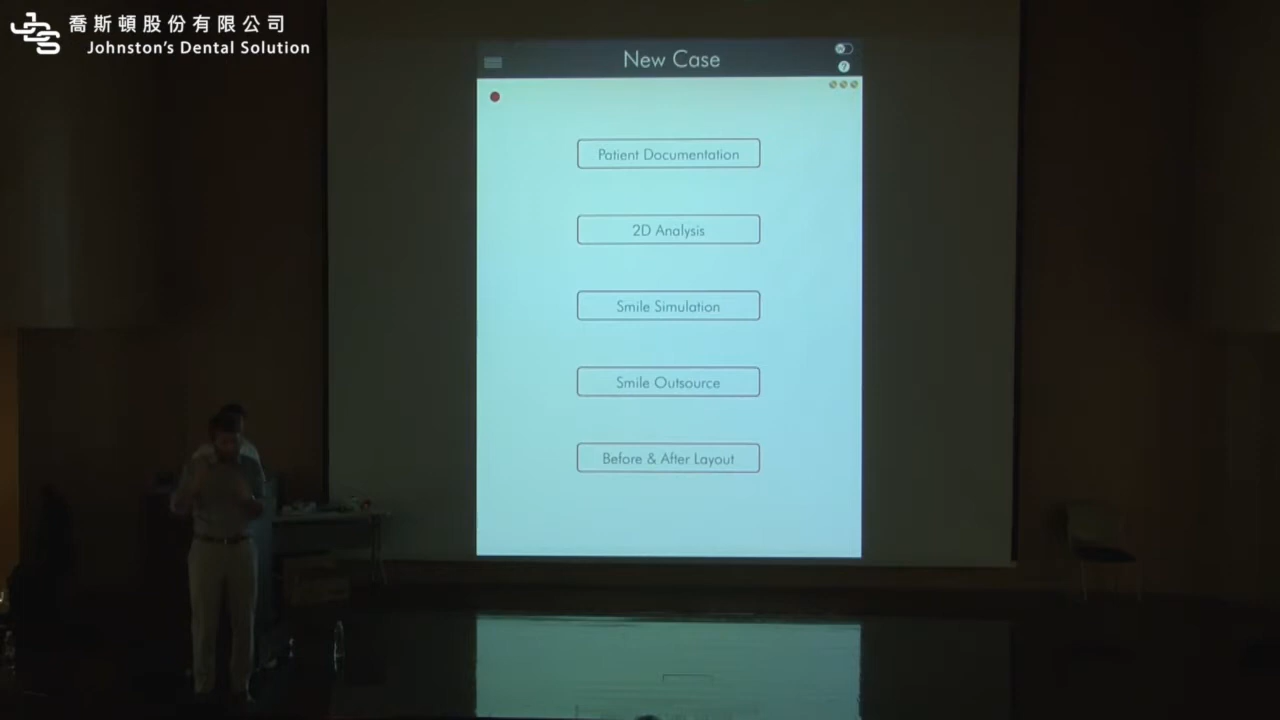 喬斯頓股份有限公司
Johnston's Dental Solution
New Case
?
Patient Documentation
2D Analysis
Smile Simulation
Smile Outsource
Before & After Layout